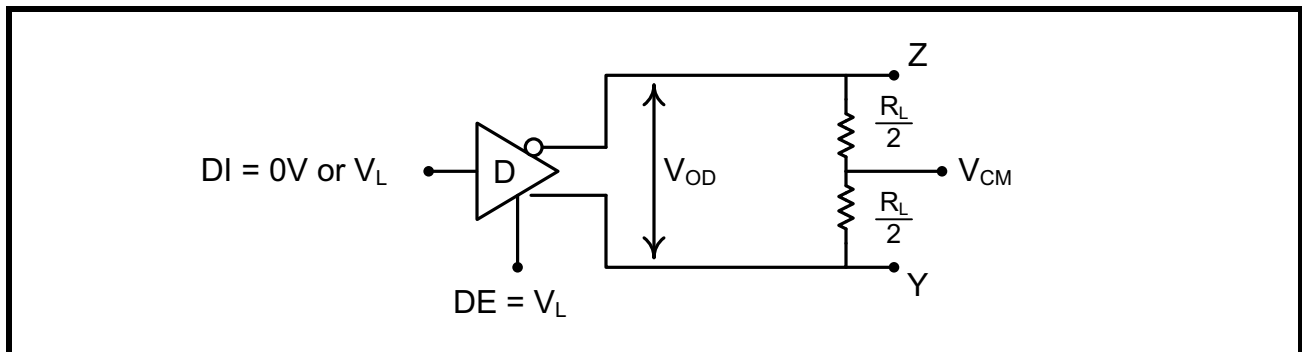 Z
R_L
2
DI = 0V or V_L
D
V_OD
V_CM
R_L
2
DE = V_L
Y